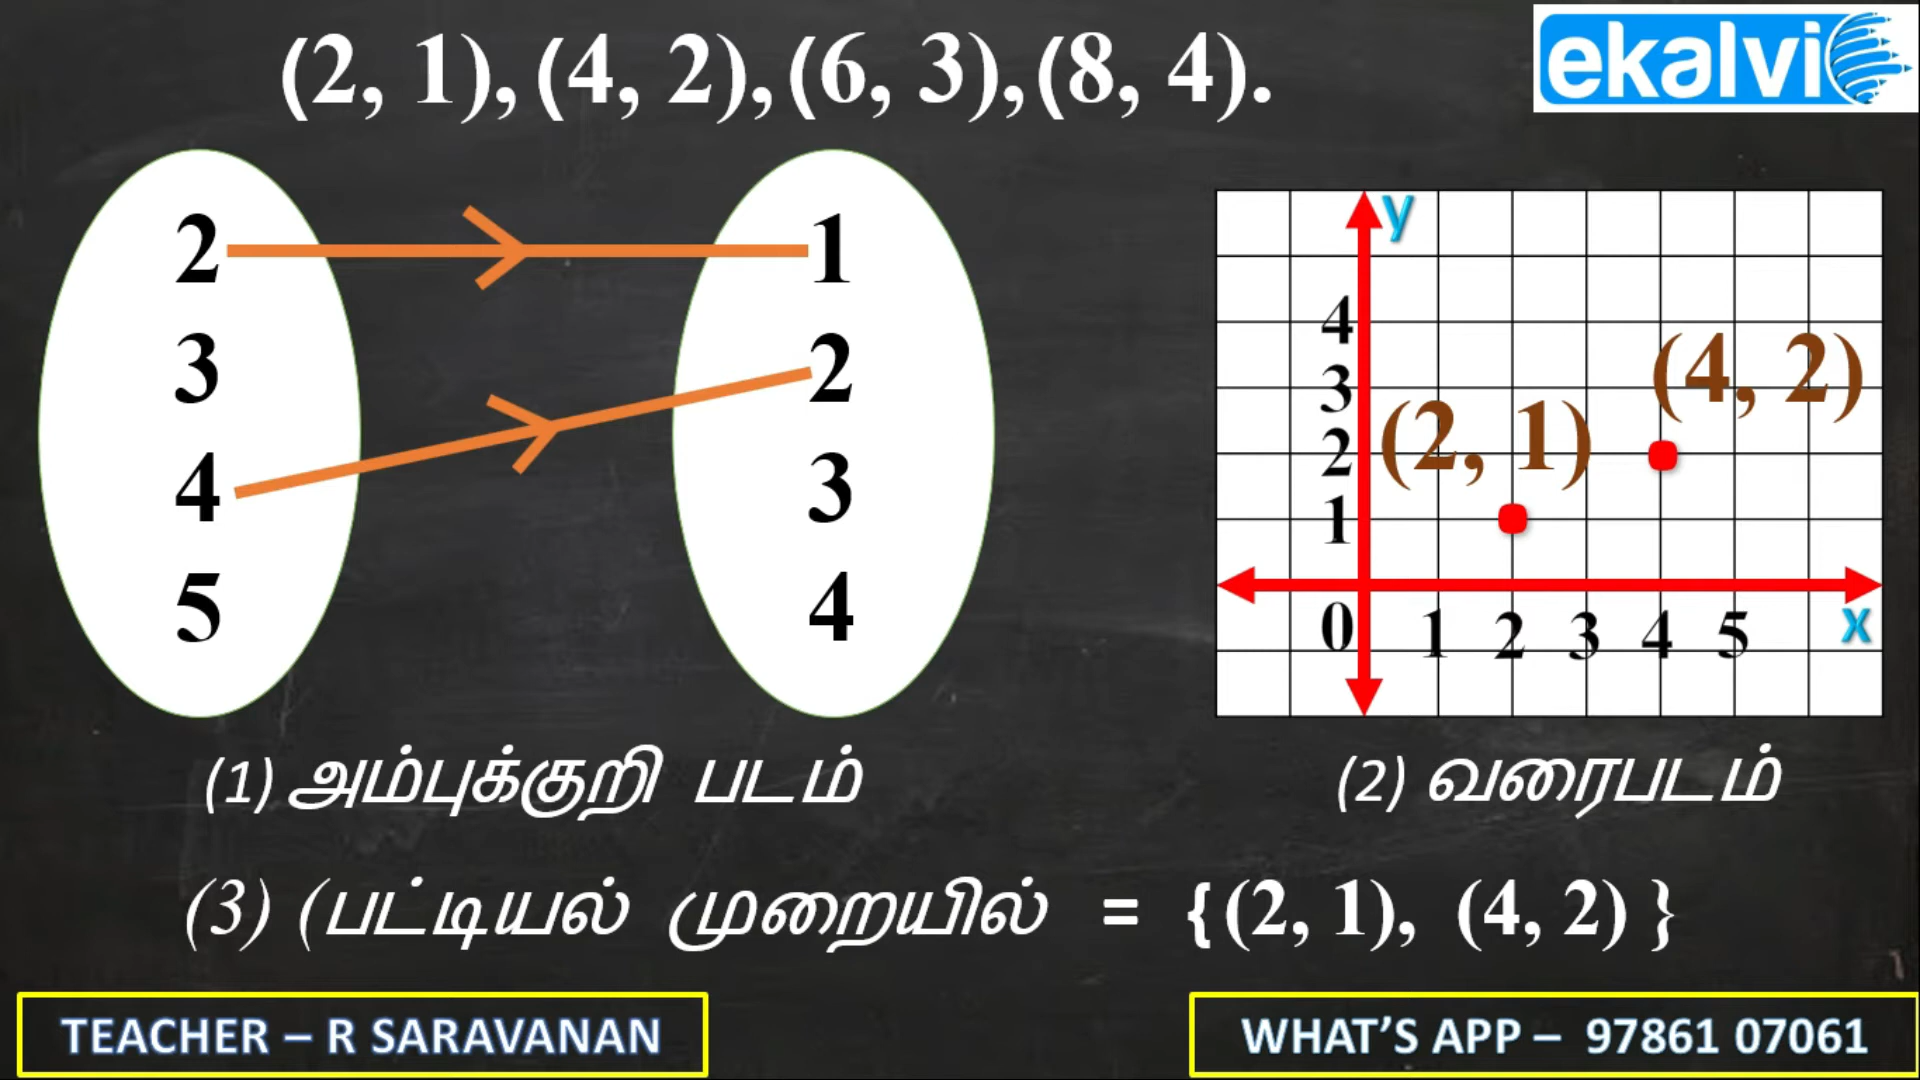 (2, 1), (4, 2), (6, 3), (8, 4).
ekalvi
2
3
4
5
1
2
3
4
y
4
3
2
1
0
1 2 3 4 5
x
(2, 1)
(4, 2)
(1) அம்புக்குறி படம்
(2) வரைபடம்
(3) (பட்டியல் முறையில் = {(2, 1), (4, 2) }
TEACHER – R SARAVANAN
WHAT'S APP – 97861 07061